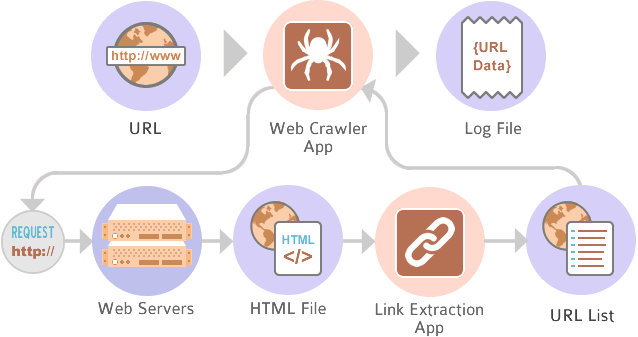 http://www
{URL
Data}
URL
Web Crawler
App
Log File
REQUEST
http://
HTML
</>
Web Servers
HTML File
Link Extraction
App
URL List